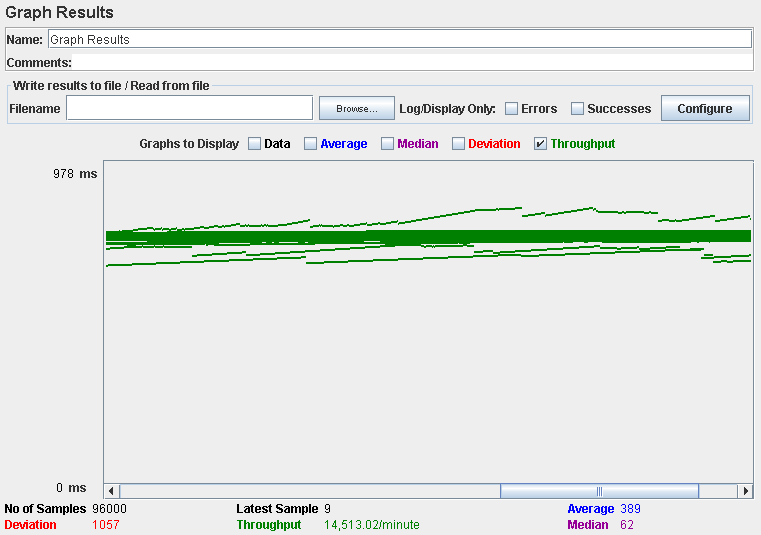 Graph Results
Name: Graph Results
Comments:
Write results to file / Read from file
Filename Browse... Log/Display Only: Errors Successes Configure
Graphs to Display Data Average Median Deviation Throughput
978 ms
0 ms
No of Samples 96000 Latest Sample 9 Average 389
Deviation 1057 Throughput 14,513.02/minute Median 62